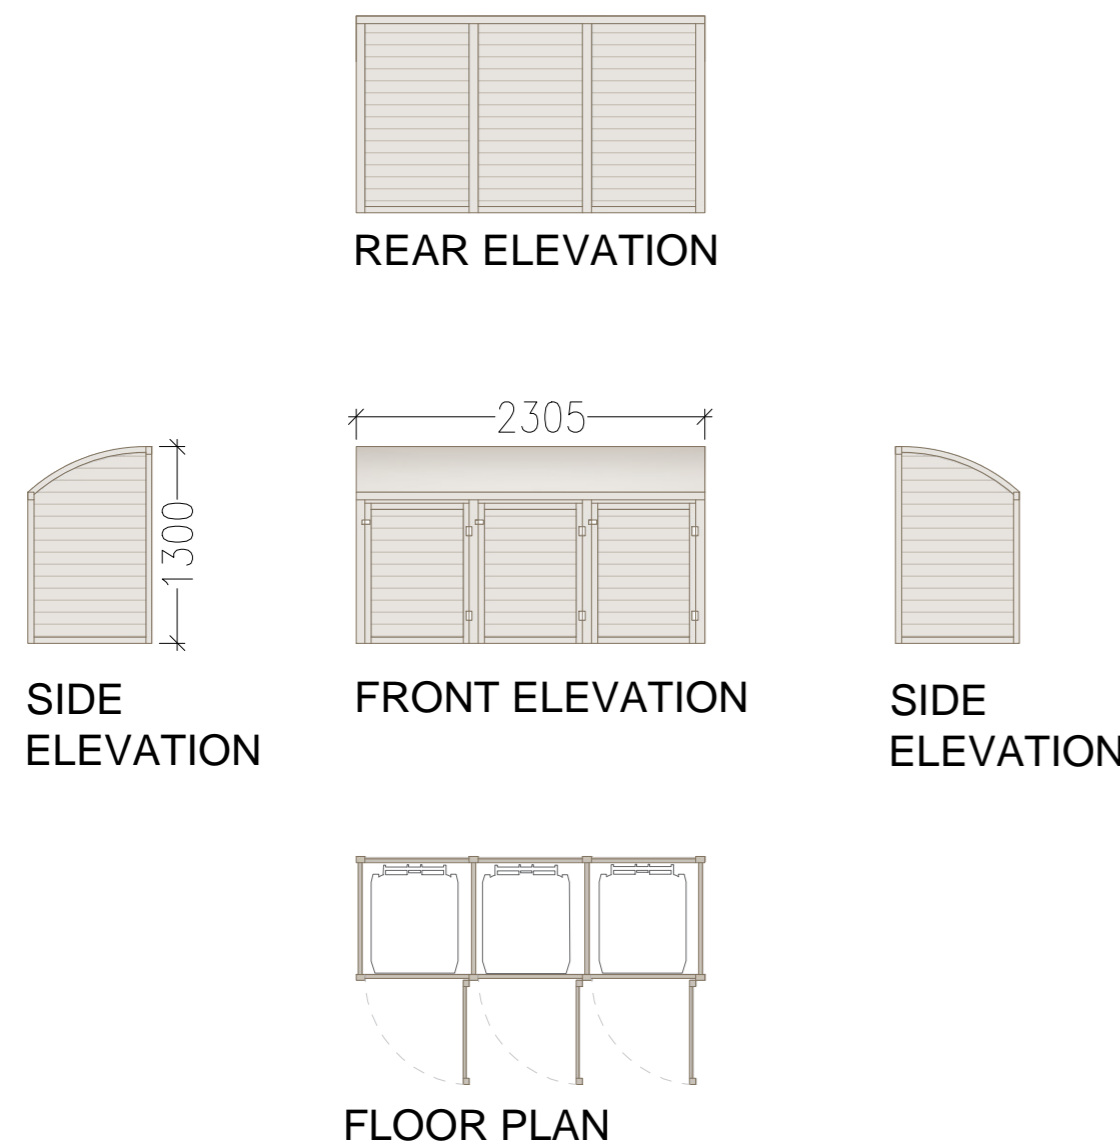 REAR ELEVATION
2305
1300
SIDE
ELEVATION
FRONT ELEVATION
SIDE
ELEVATION
FLOOR PLAN